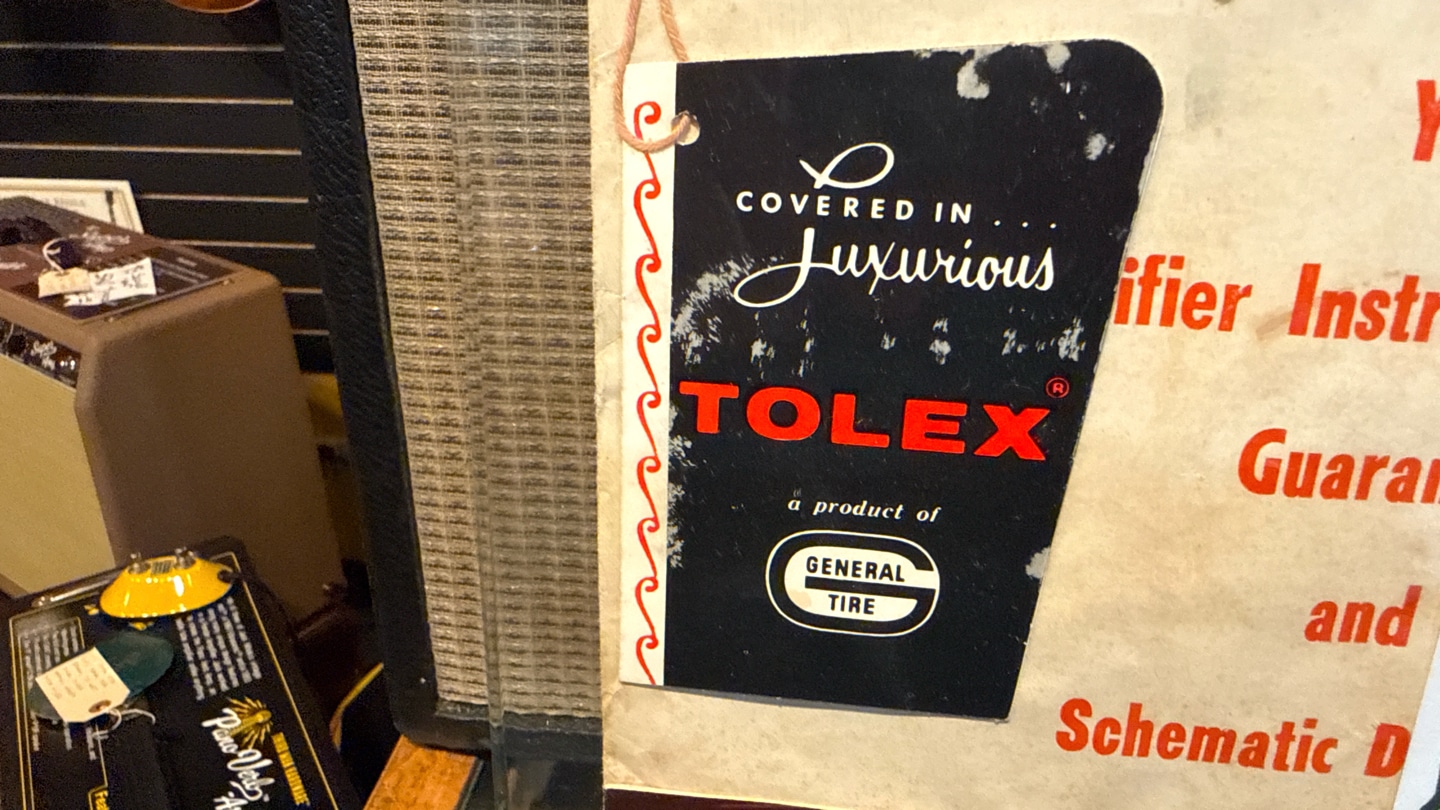 COVERED IN . . .
Luxurious
TOLEX®
a product of
GENERAL
TIRE
Y
ifier Instr
Guaran
and
Schematic D